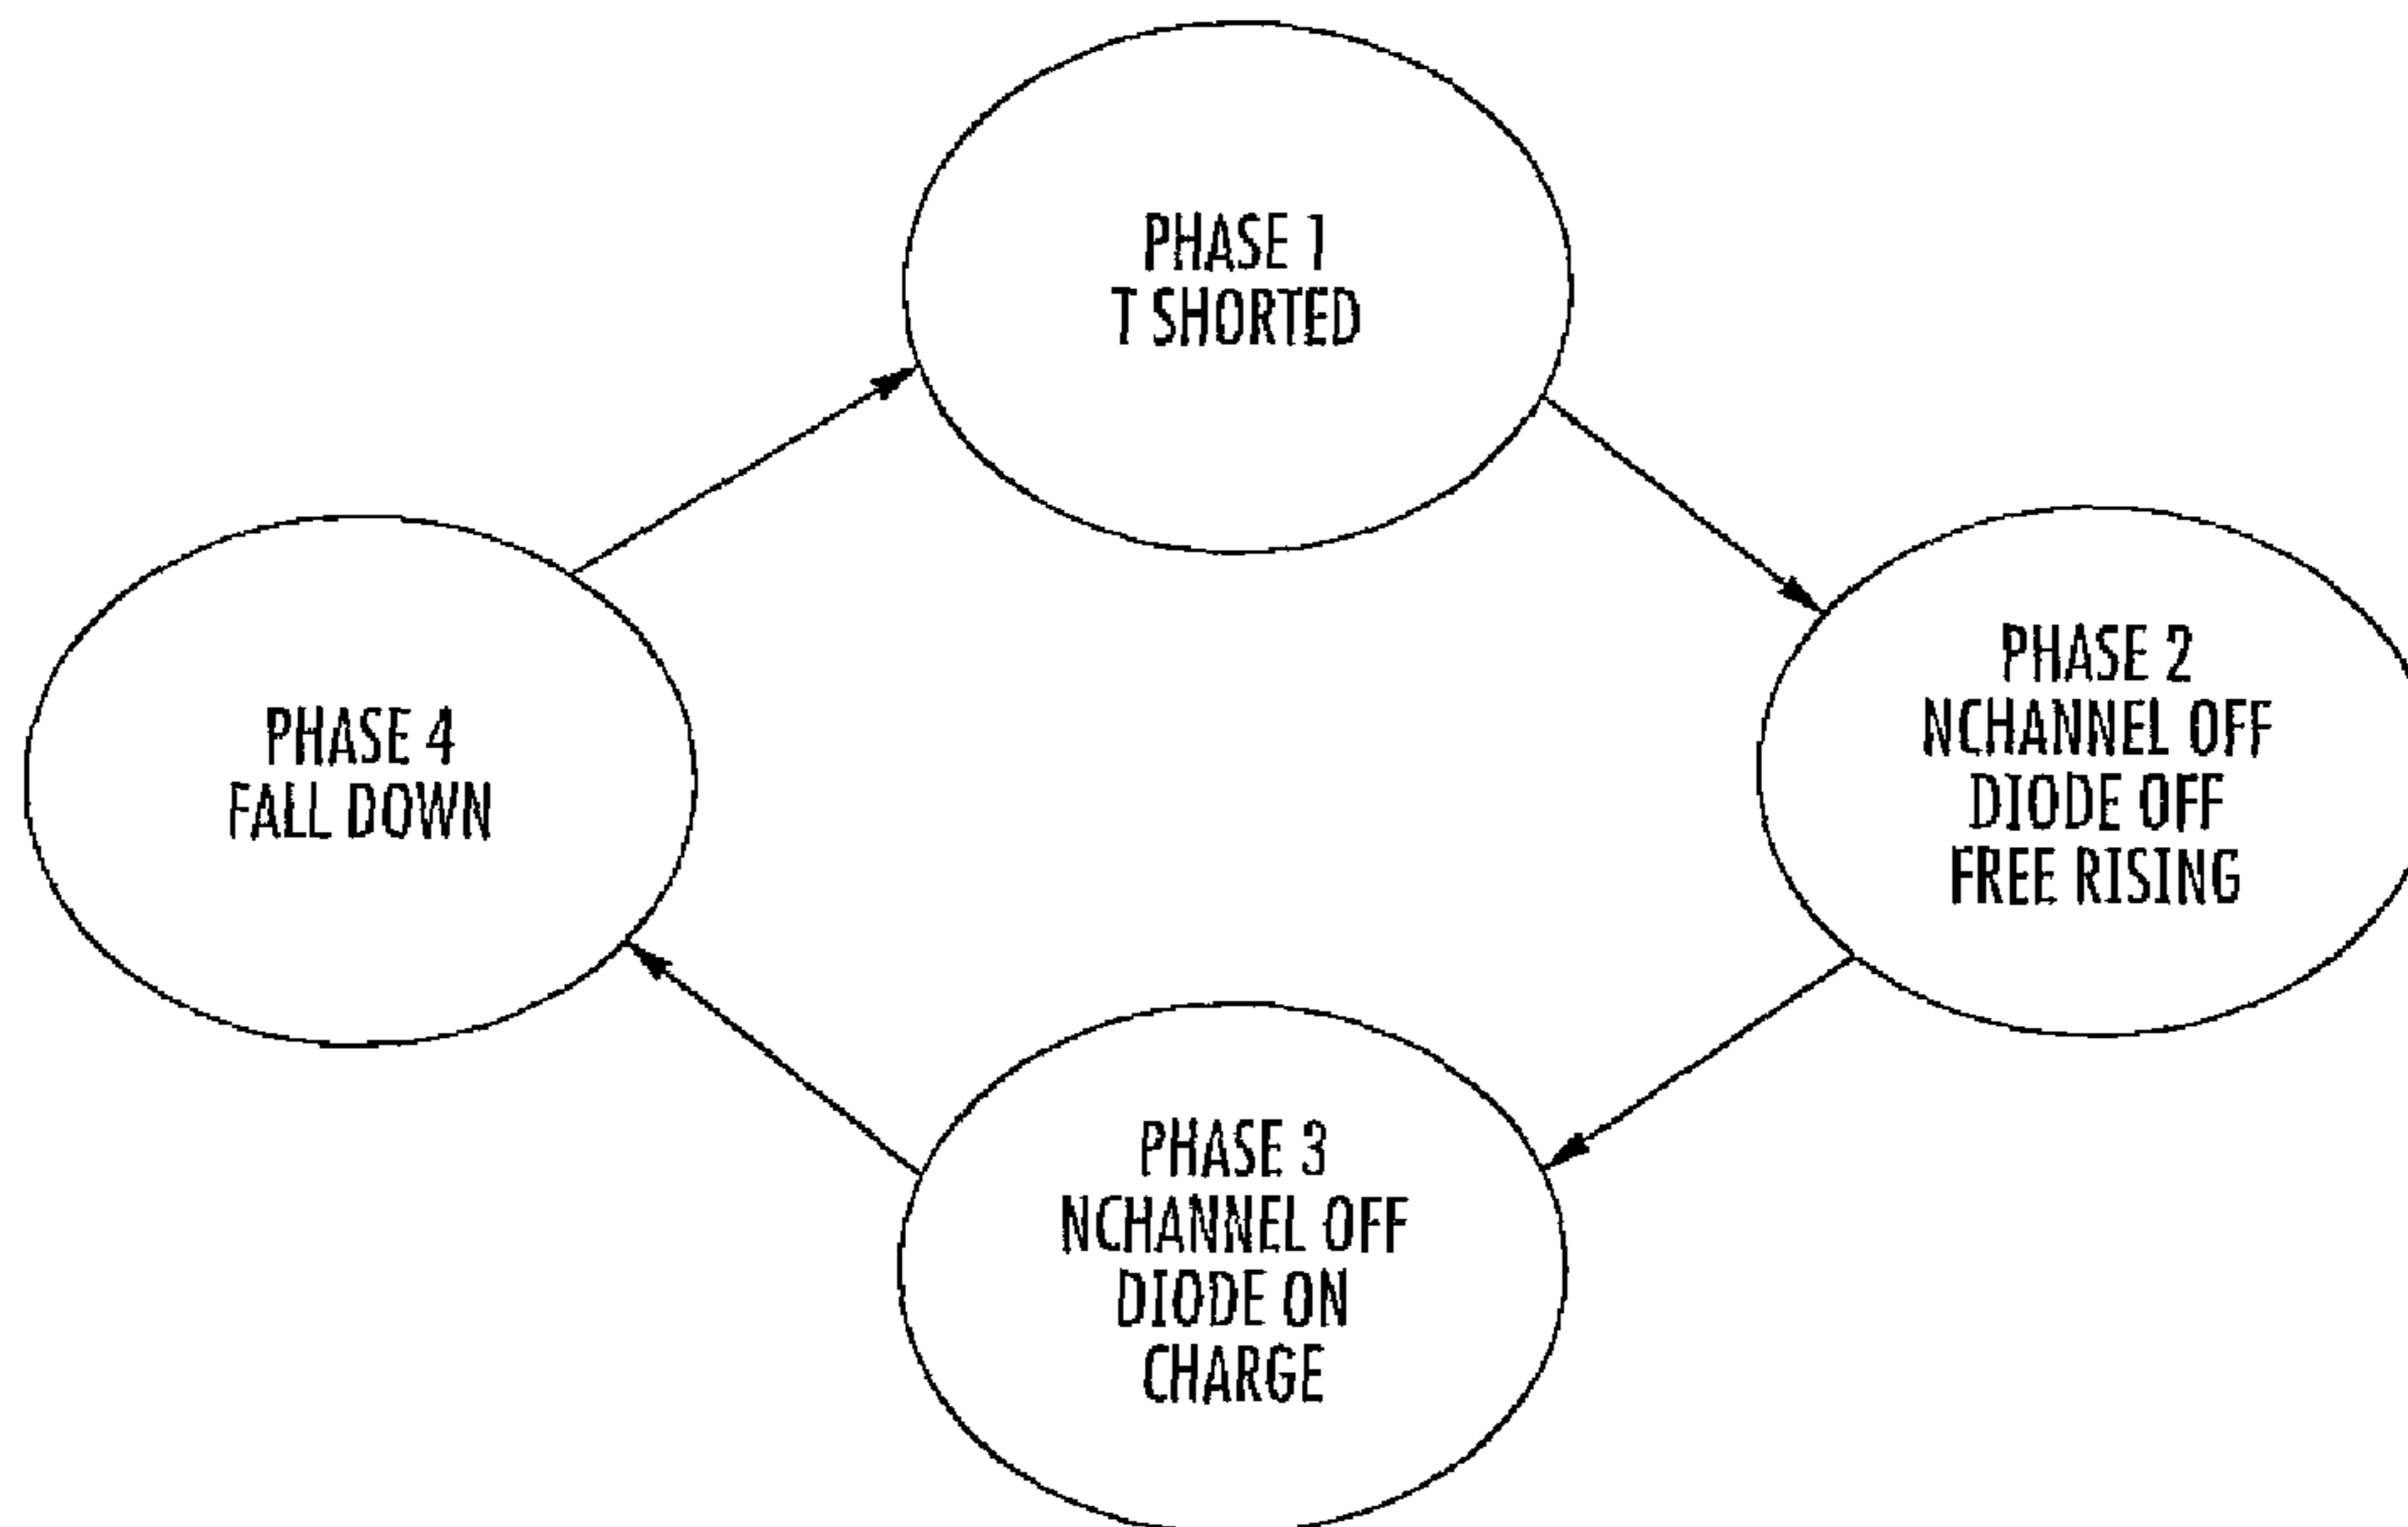 PHASE 1
T SHORTED
PHASE 2
NCHANNEL OFF
DIODE OFF
FREE RISING
PHASE 3
NCHANNEL OFF
DIODE ON
CHARGE
PHASE 4
FALL DOWN